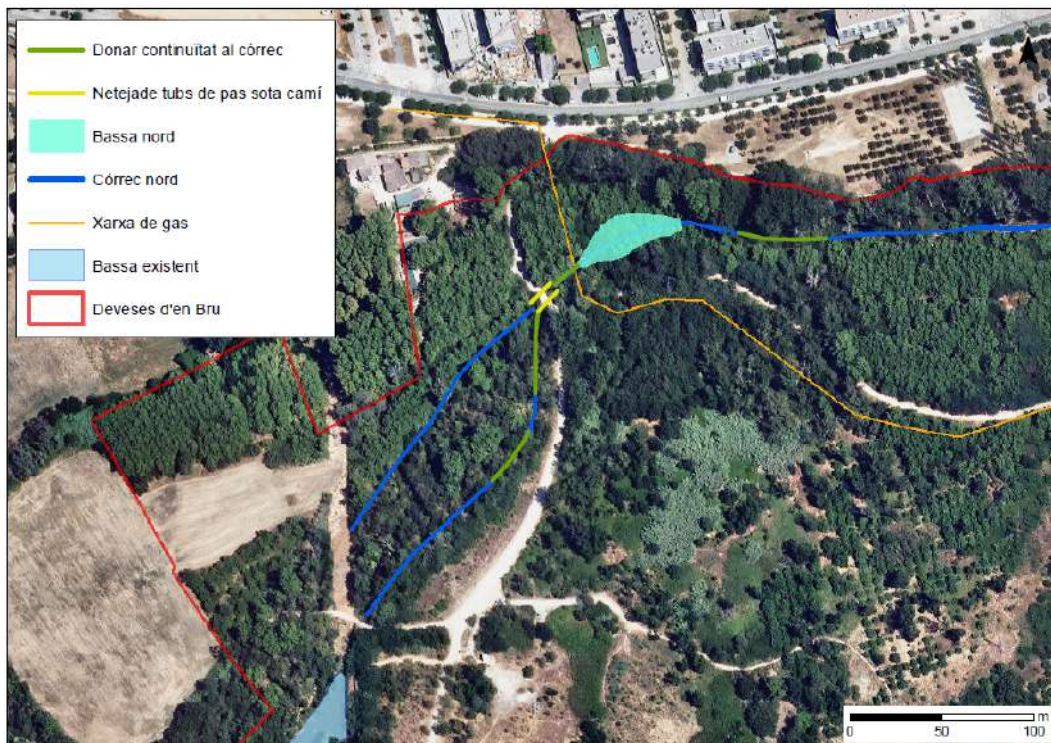 Donar continuïtat al córrec
Netejade tubs de pas sota camí
Bassa nord
Córrec nord
Xarxa de gas
Bassa existent
Deveses d'en Bru
m
0 50 100